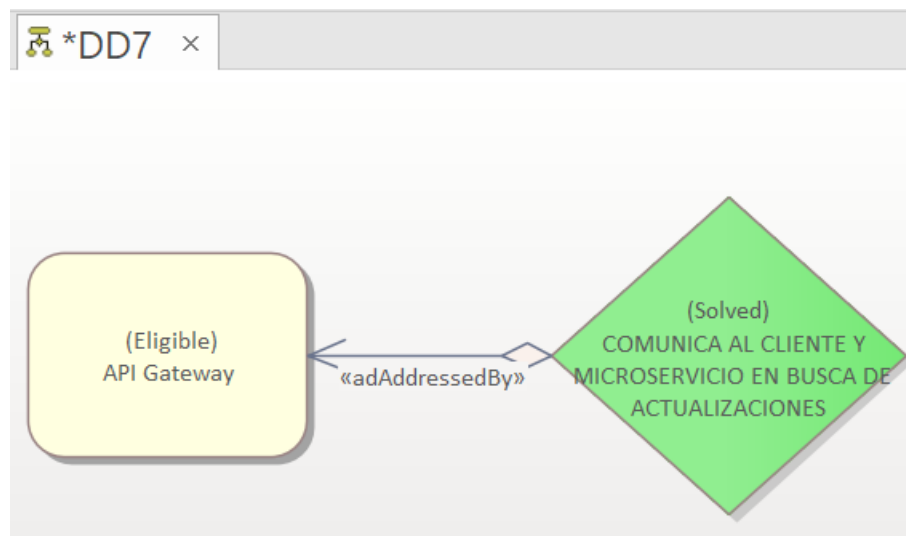 *DD7
(Eligible)
API Gateway
«adAddressedBy»
(Solved)
COMUNICA AL CLIENTE Y
MICROSERVICIO EN BUSCA DE
ACTUALIZACIONES